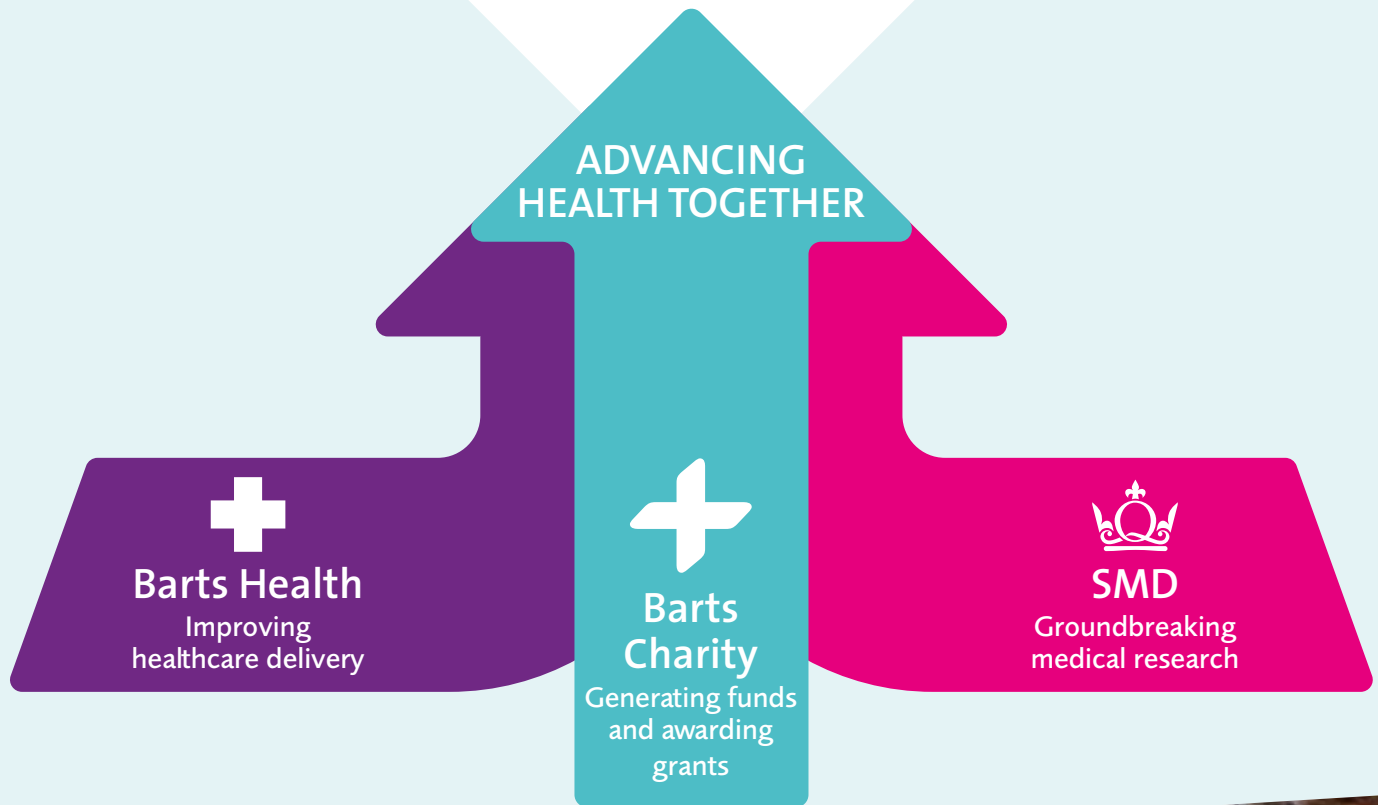 ADVANCING
HEALTH TOGETHER
Barts Health
Improving
healthcare delivery
Barts
Charity
Generating funds
and awarding
grants
SMD
Groundbreaking
medical research